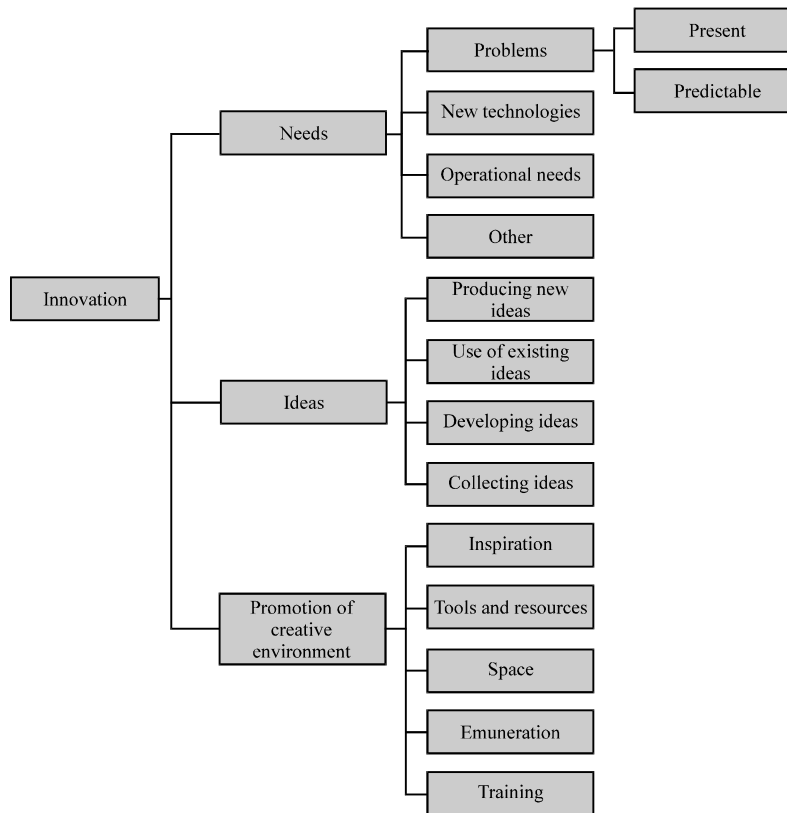 Innovation
Needs
Problems
Present
Predictable
New technologies
Operational needs
Other
Ideas
Producing new
ideas
Use of existing
ideas
Developing ideas
Collecting ideas
Promotion of
creative
environment
Inspiration
Tools and resources
Space
Emuneration
Training